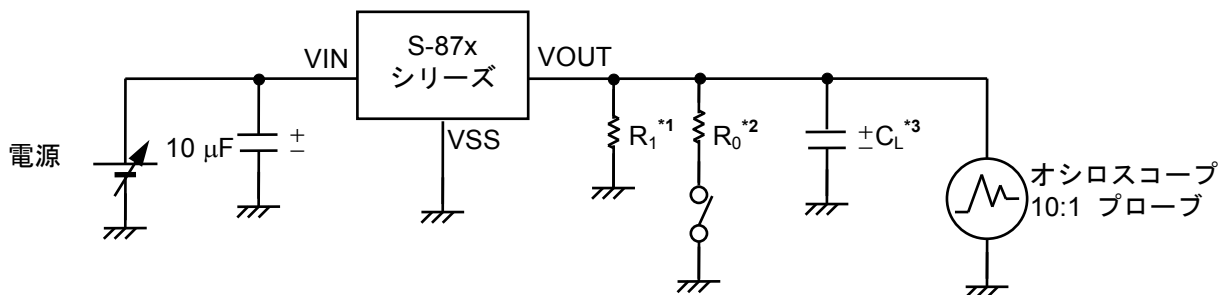 S-87x
シリーズ
VIN
VOUT
VSS
電源
10 μF
+
-
R1*1
R0*2
+
-
CL*3
オシロスコープ
10:1 プローブ